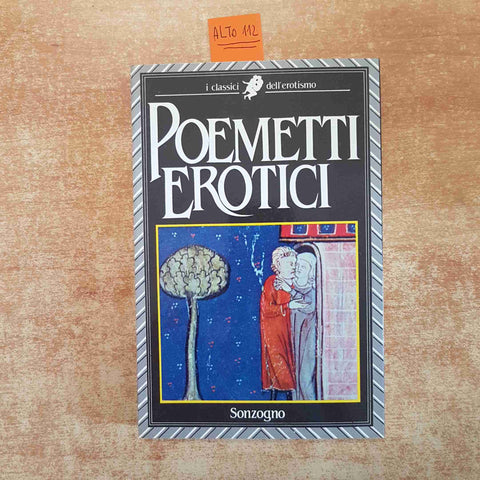 ALTO 112
i classici dell'erotismo
POEMETTI
EROTICI
Sonzogno